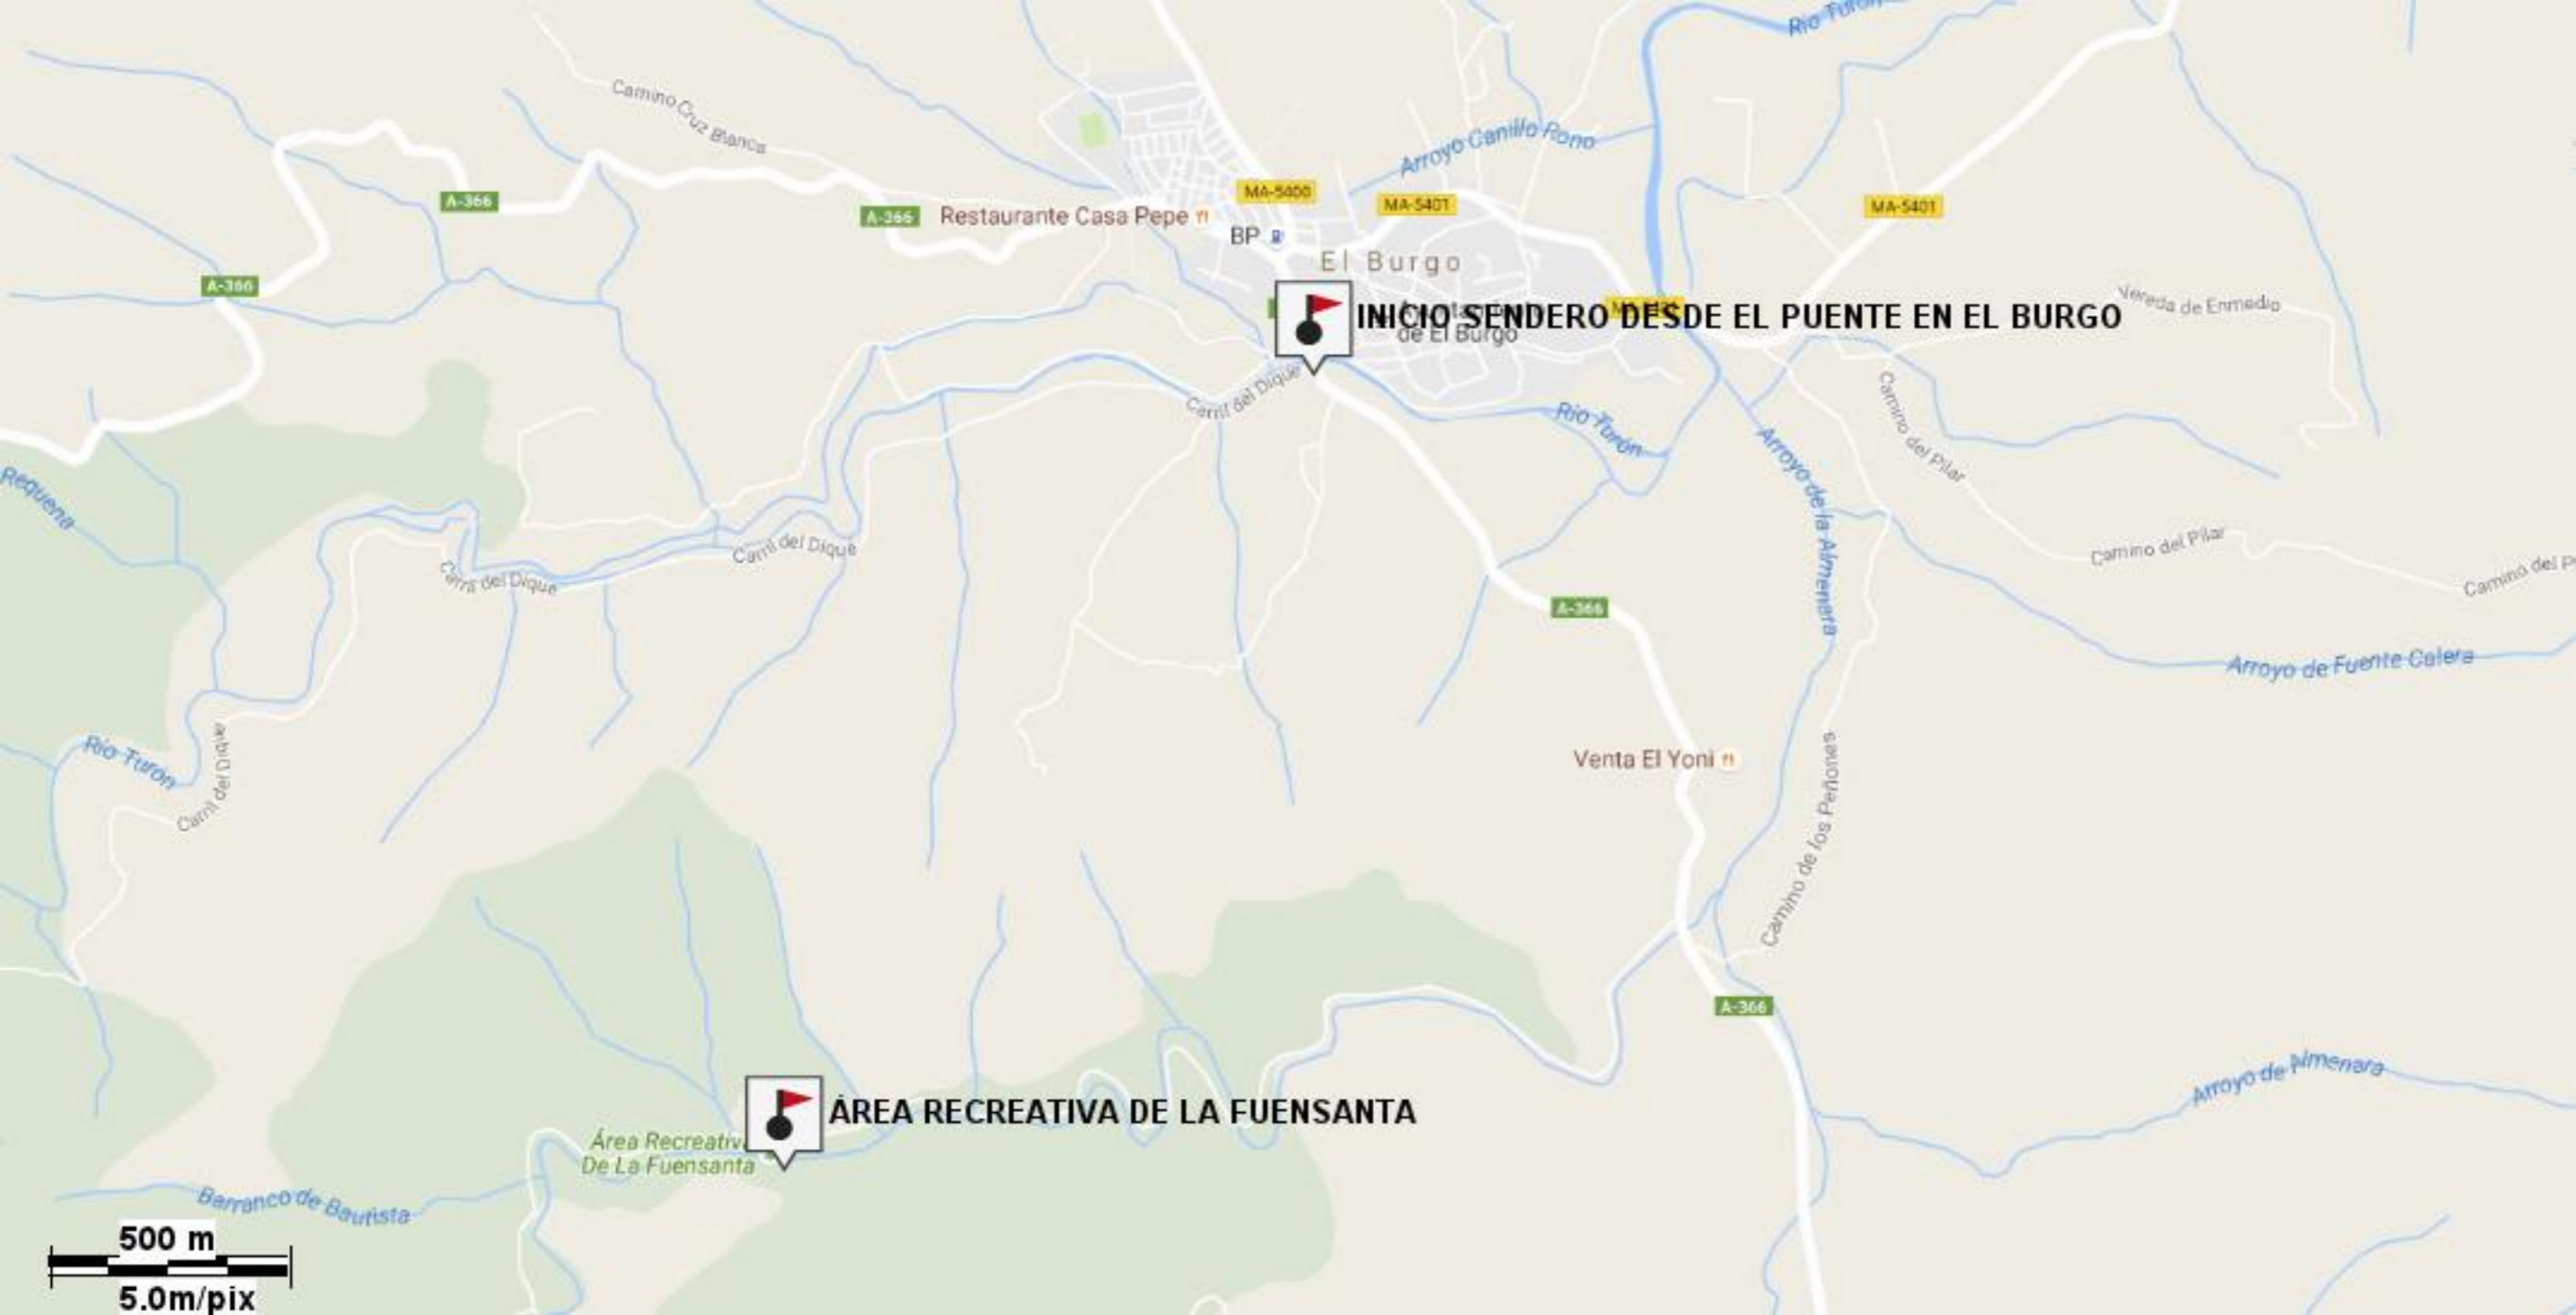 Río Turón
Camino Cruz Blanca
Arroyo Canillo Rono
A-366
MA-5400
MA-5401
MA-5401
A-366
Restaurante Casa Pepe
BP
El Burgo
A-366
Vereda de Enmedio
INICIO SENDERO DESDE EL PUENTE EN EL BURGO
de El Burgo
Carril del Dique
Río Turón
Camino del Pilar
Requena
Arroyo de la Almenara
Carril del Dique
Camino del Pilar
Carril del Dique
Camino del
A-366
Arroyo de Fuente Calera
Río Turón
Carril del Dique
Venta El Yoni
Camino de los Peñones
A-366
Arroyo de Almenara
ÁREA RECREATIVA DE LA FUENSANTA
Área Recreativa
De La Fuensanta
Barranco de Bautista
500 m
5.0m/pix